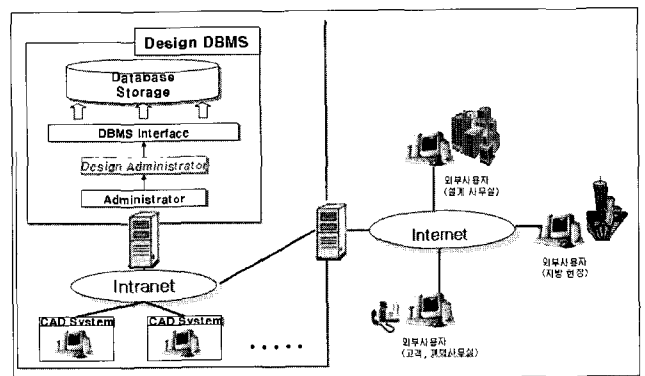 Design DBMS
Database
Storage
DBMS Interface
Design Administrator
Administrator
Intranet
CAD System
CAD System
.....
Internet
외부사용자
(설계 사무실)
외부사용자
(지방 현장)
외부사용자
(고객,